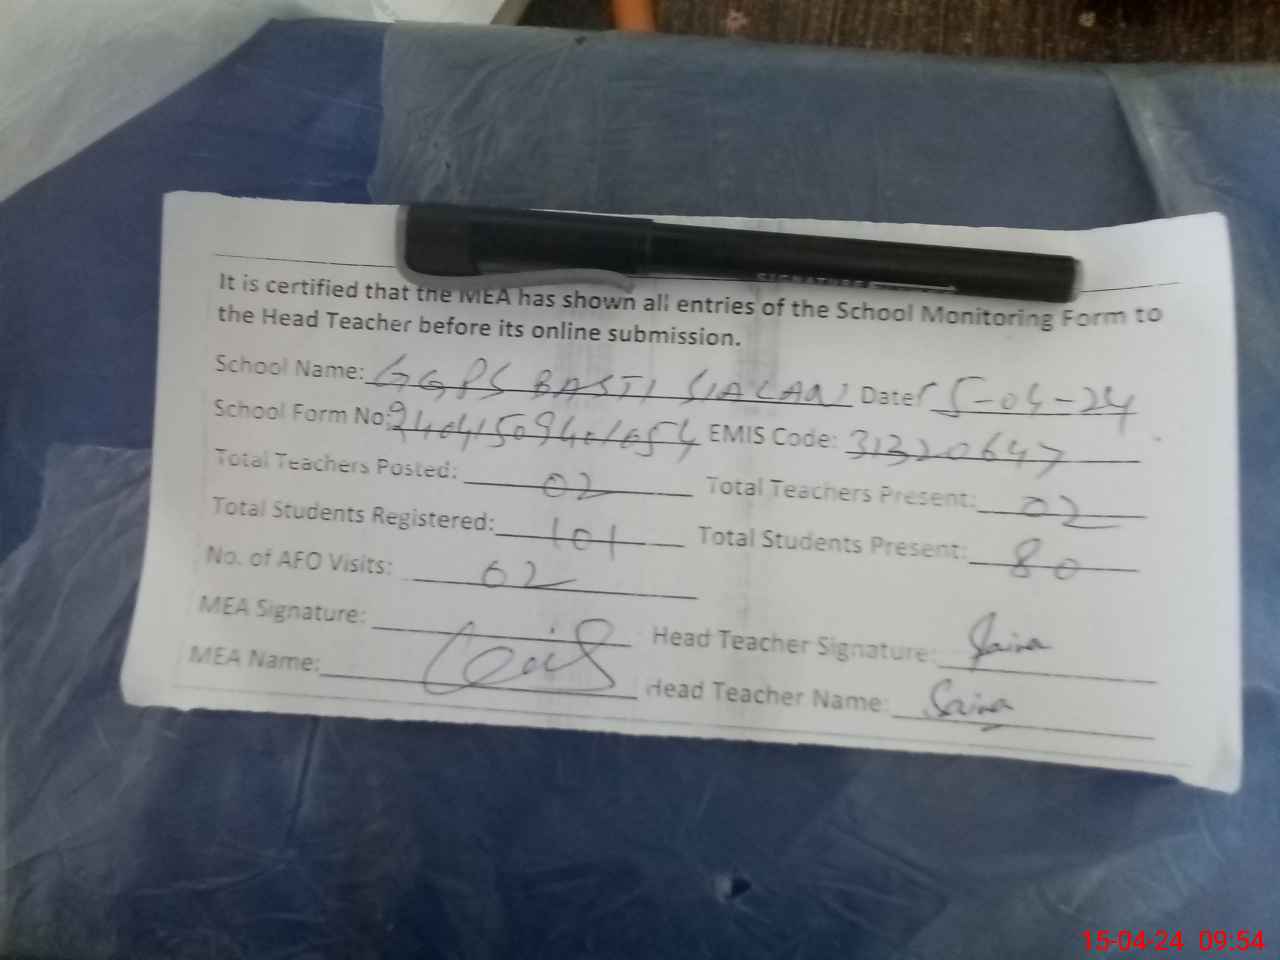 It is certified that the MEA has shown all entries of the School Monitoring Form to
the Head Teacher before its online submission.
School Name: GGPS BASTI Date: 15-04-24
School Form No: EMIS Code: 31320647
Total Teachers Posted: 02 Total Teachers Present: 02
Total Students Registered: 101 Total Students Present: 80
No. of AFO Visits: 02
MEA Signature: Head Teacher Signature: Saira
MEA Name: Head Teacher Name: Saira
15-04-24 09:54